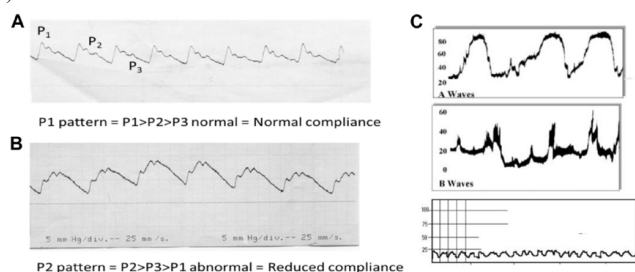 A
P1
P2
P3
P1 pattern = P1>P2>P3 normal = Normal compliance
B
5 mm Hg/div.-- 25 mm/s.
5 mm Hg/div.-- 25 mm/s.
P2 pattern = P2>P3>P1 abnormal = Reduced compliance
C
80
60
40
20
A Waves
60
40
20
0
B Waves
100
75
50
25